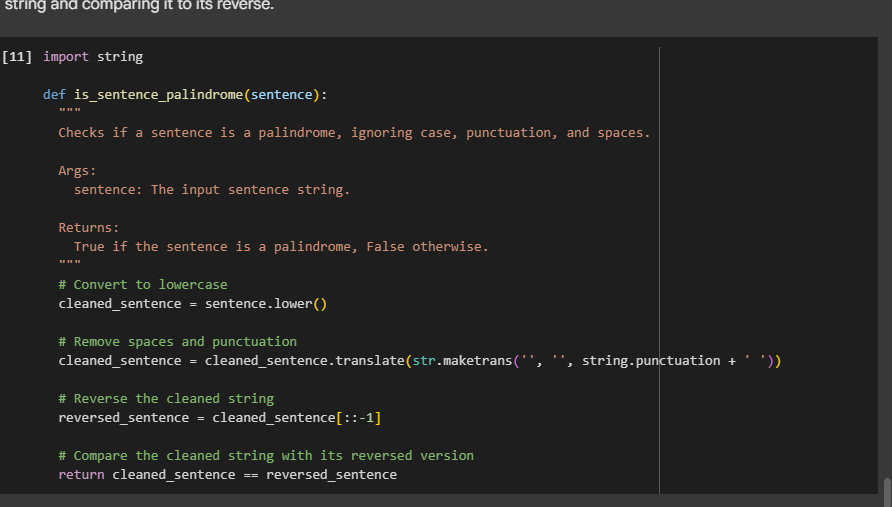 string and comparing it to its reverse.
[11] import string
def is_sentence_palindrome(sentence):
"""
Checks if a sentence is a palindrome, ignoring case, punctuation, and spaces.
Args:
sentence: The input sentence string.
Returns:
True if the sentence is a palindrome, False otherwise.
"""
# Convert to lowercase
cleaned_sentence = sentence.lower()
# Remove spaces and punctuation
cleaned_sentence = cleaned_sentence.translate(str.maketrans('', '', string.punctuation + ' '))
# Reverse the cleaned string
reversed_sentence = cleaned_sentence[::-1]
# Compare the cleaned string with its reversed version
return cleaned_sentence == reversed_sentence